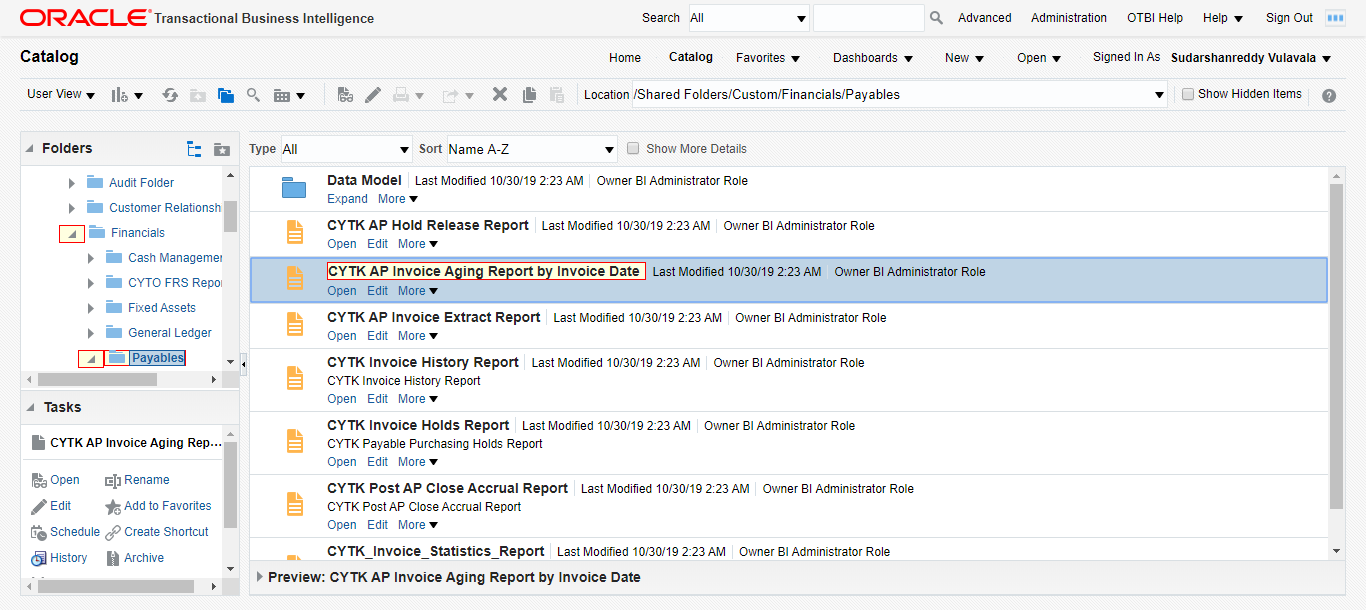 ORACLE Transactional Business Intelligence Search All Advanced Administration OTBI Help Help Sign Out
Catalog Home Catalog Favorites Dashboards New Open Signed In As Sudarshanreddy Vulavala
User View Location /Shared Folders/Custom/Financials/Payables Show Hidden Items
Folders
Audit Folder
Customer Relationsh
Financials
Cash Managemer
CYTO FRS Repor
Fixed Assets
General Ledger
Payables
Tasks
CYTK AP Invoice Aging Rep...
Open Rename
Edit Add to Favorites
Schedule Create Shortcut
History Archive
Type All Sort Name A-Z Show More Details
Data Model Last Modified 10/30/19 2:23 AM Owner BI Administrator Role
Expand More
CYTK AP Hold Release Report Last Modified 10/30/19 2:23 AM Owner BI Administrator Role
Open Edit More
CYTK AP Invoice Aging Report by Invoice Date Last Modified 10/30/19 2:23 AM Owner BI Administrator Role
Open Edit More
CYTK AP Invoice Extract Report Last Modified 10/30/19 2:23 AM Owner BI Administrator Role
Open Edit More
CYTK Invoice History Report Last Modified 10/30/19 2:23 AM Owner BI Administrator Role
CYTK Invoice History Report
Open Edit More
CYTK Invoice Holds Report Last Modified 10/30/19 2:23 AM Owner BI Administrator Role
CYTK Payable Purchasing Holds Report
Open Edit More
CYTK Post AP Close Accrual Report Last Modified 10/30/19 2:23 AM Owner BI Administrator Role
CYTK Post AP Close Accrual Report
Open Edit More
CYTK_Invoice_Statistics_Report Last Modified 10/30/19 2:23 AM Owner BI Administrator Role
Preview: CYTK AP Invoice Aging Report by Invoice Date